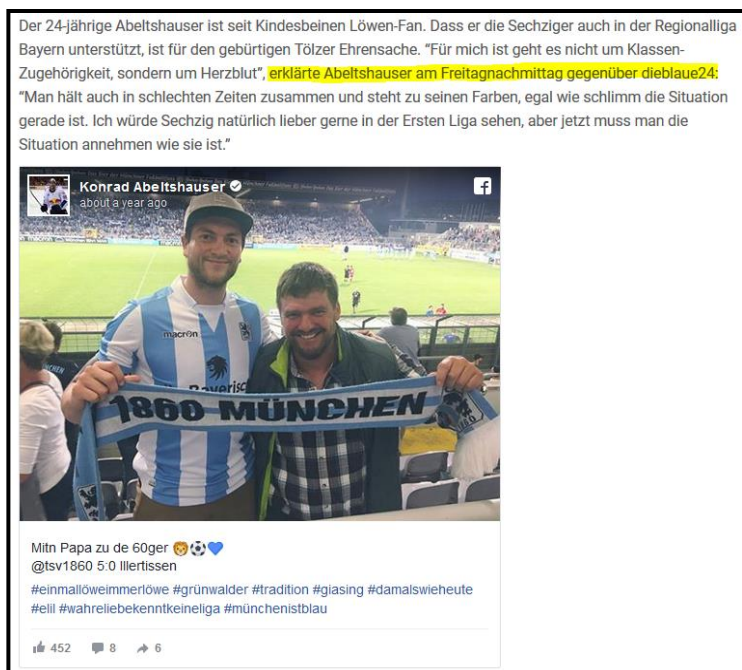 Der 24-jährige Abeltshauser ist seit Kindesbeinen Löwen-Fan. Dass er die Sechziger auch in der Regionalliga
Bayern unterstützt, ist für den gebürtigen Tölzer Ehrensache. “Für mich ist geht es nicht um Klassen-
Zugehörigkeit, sondern um Herzblut”, erklärte Abeltshauser am Freitagnachmittag gegenüber dieblaue24:
“Man hält auch in schlechten Zeiten zusammen und steht zu seinen Farben, egal wie schlimm die Situation
gerade ist. Ich würde Sechzig natürlich lieber gerne in der Ersten Liga sehen, aber jetzt muss man die
Situation annehmen wie sie ist.“
Konrad Abeltshauser
about a year ago
macron
Bayerisc
1860 MÜNCHEN
Mitn Papa zu de 60ger 🦁⚽💙
@tsv1860 5:0 Illertissen
#einmallöweimmerlöwe #grünwalder #tradition #giasing #damalswieheute
#elil #wahreliebekenntkeineliga #münchenistblau
452 8 6